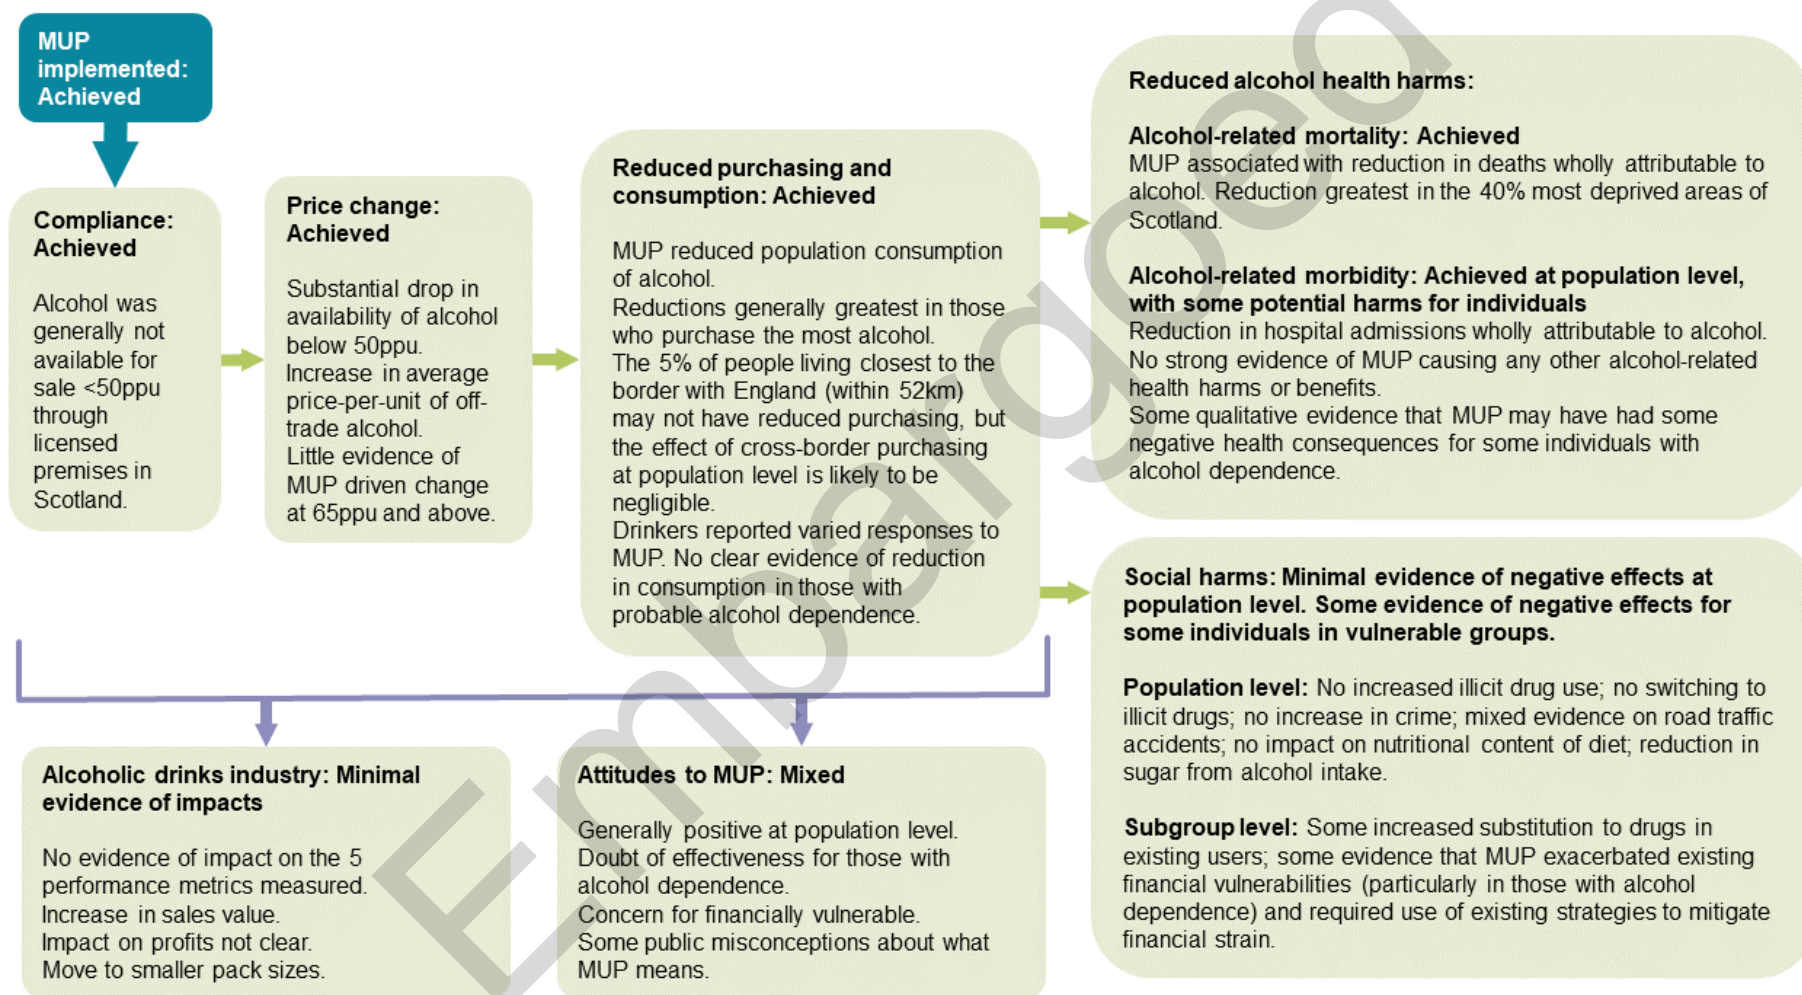 MUP
implemented:
Achieved
Compliance:
Achieved
Alcohol was
generally not
available for
sale <50ppu
through
licensed
premises in
Scotland.
Price change:
Achieved
Substantial drop in
availability of alcohol
below 50ppu.
Increase in average
price-per-unit of off-
trade alcohol.
Little evidence of
MUP driven change
at 65ppu and above.
Reduced purchasing and
consumption: Achieved
MUP reduced population consumption
of alcohol.
Reductions generally greatest in those
who purchase the most alcohol.
The 5% of people living closest to the
border with England (within 52km)
may not have reduced purchasing, but
the effect of cross-border purchasing
at population level is likely to be
negligible.
Drinkers reported varied responses to
MUP. No clear evidence of reduction
in consumption in those with
probable alcohol dependence.
Reduced alcohol health harms:
Alcohol-related mortality: Achieved
MUP associated with reduction in deaths wholly attributable to
alcohol. Reduction greatest in the 40% most deprived areas of
Scotland.
Alcohol-related morbidity: Achieved at population level,
with some potential harms for individuals
Reduction in hospital admissions wholly attributable to alcohol.
No strong evidence of MUP causing any other alcohol-related
health harms or benefits.
Some qualitative evidence that MUP may have had some
negative health consequences for some individuals with
alcohol dependence.
Social harms: Minimal evidence of negative effects at
population level. Some evidence of negative effects for
some individuals in vulnerable groups.
Population level: No increased illicit drug use; no switching to
illicit drugs; no increase in crime; mixed evidence on road traffic
accidents; no impact on nutritional content of diet; reduction in
sugar from alcohol intake.
Subgroup level: Some increased substitution to drugs in
existing users; some evidence that MUP exacerbated existing
financial vulnerabilities (particularly in those with alcohol
dependence) and required use of existing strategies to mitigate
financial strain.
Alcoholic drinks industry: Minimal
evidence of impacts
No evidence of impact on the 5
performance metrics measured.
Increase in sales value.
Impact on profits not clear.
Move to smaller pack sizes.
Attitudes to MUP: Mixed
Generally positive at population level.
Doubt of effectiveness for those with
alcohol dependence.
Concern for financially vulnerable.
Some public misconceptions about what
MUP means.
Embargoed